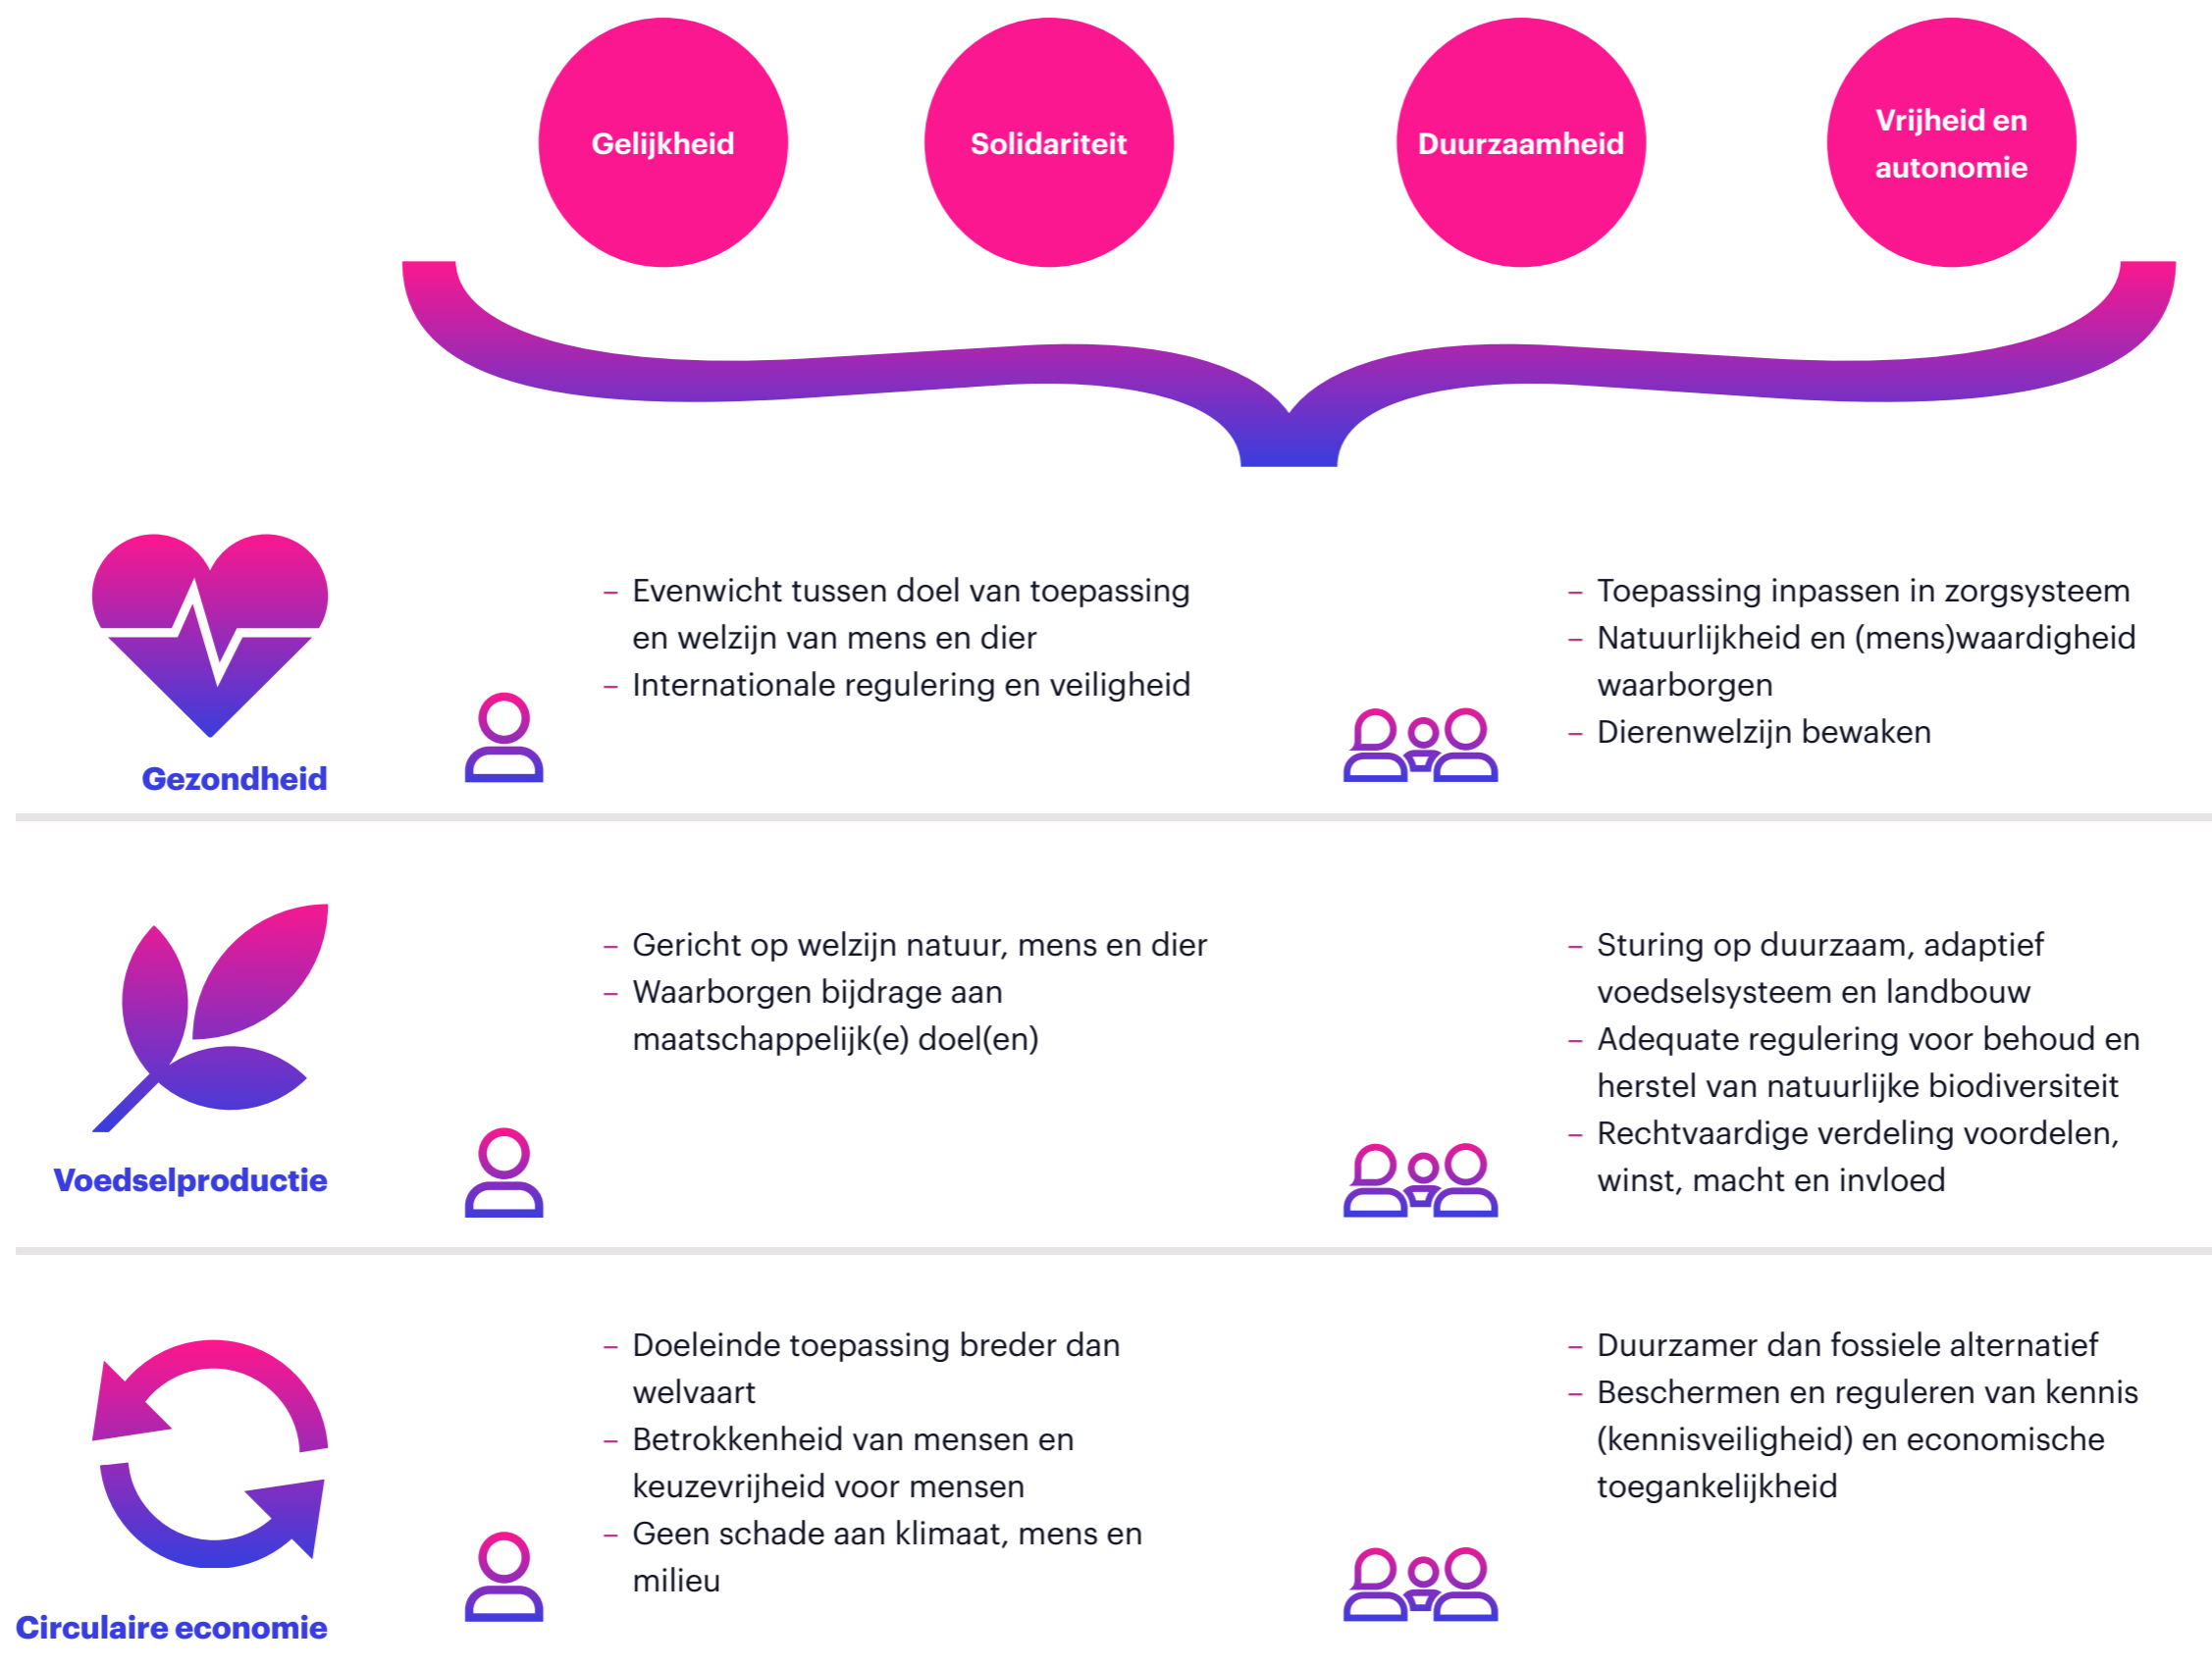 Gelijkheid
Solidariteit
Duurzaamheid
Vrijheid en
autonomie
Gezondheid
– Evenwicht tussen doel van toepassing
en welzijn van mens en dier
– Internationale regulering en veiligheid
– Toepassing inpassen in zorgsysteem
– Natuurlijkheid en (mens)waardigheid
waarborgen
– Dierenwelzijn bewaken
Voedselproductie
– Gericht op welzijn natuur, mens en dier
– Waarborgen bijdrage aan
maatschappelijk(e) doel(en)
– Sturing op duurzaam, adaptief
voedselsysteem en landbouw
– Adequate regulering voor behoud en
herstel van natuurlijke biodiversiteit
– Rechtvaardige verdeling voordelen,
winst, macht en invloed
Circulaire economie
– Doeleinde toepassing breder dan
welvaart
– Betrokkenheid van mensen en
keuzevrijheid voor mensen
– Geen schade aan klimaat, mens en
milieu
– Duurzamer dan fossiele alternatief
– Beschermen en reguleren van kennis
(kennisveiligheid) en economische
toegankelijkheid